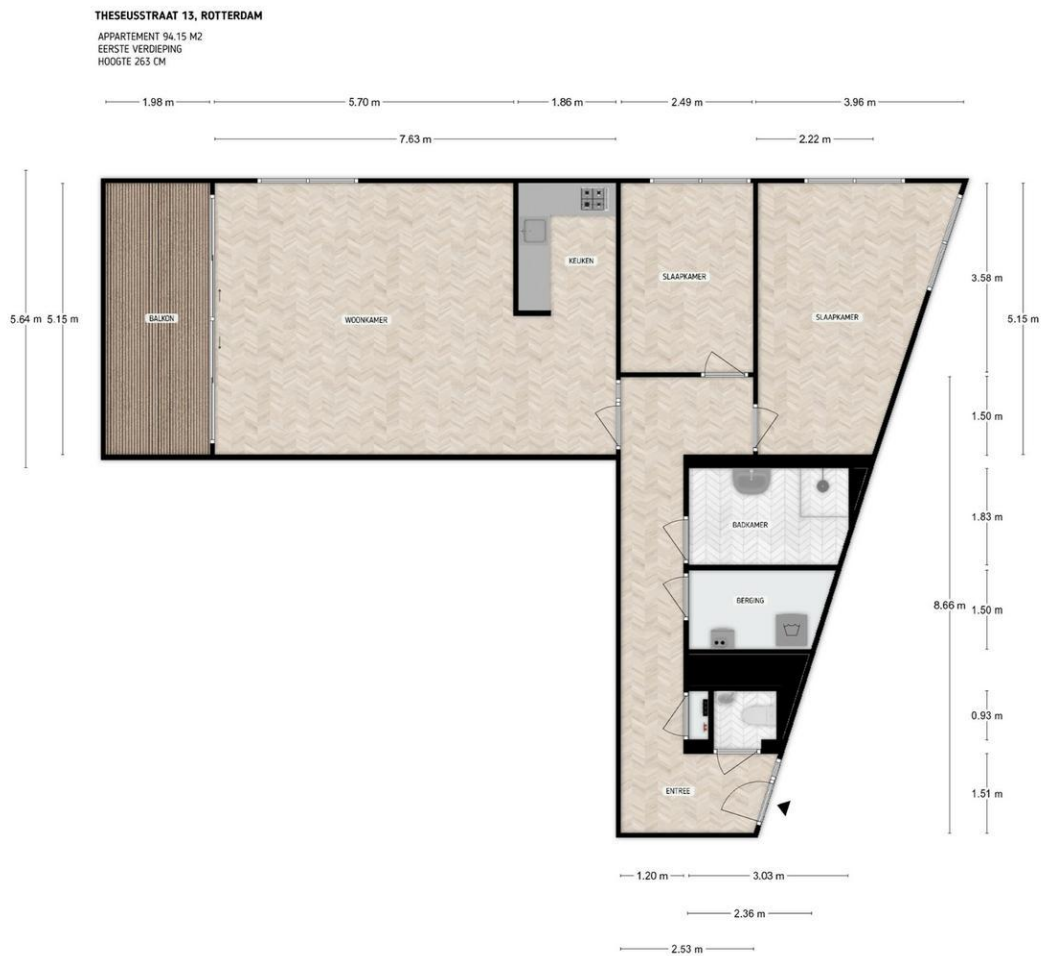 THESEUSSTRAAT 13, ROTTERDAM
APPARTEMENT 94.15 M2
EERSTE VERDIEPING
HOOGTE 263 CM
1.98 m 5.70 m 1.86 m 2.49 m 3.96 m
7.63 m 2.22 m
KEUKEN
SLAAPKAMER
3.58 m
5.64 m 5.15 m BALKON WOONKAMER SLAAPKAMER 5.15 m
1.50 m
BADKAMER
1.83 m
BERGING
1.50 m
8.66 m
0.93 m
ENTREE
1.51 m
1.20 m 3.03 m
2.36 m
2.53 m